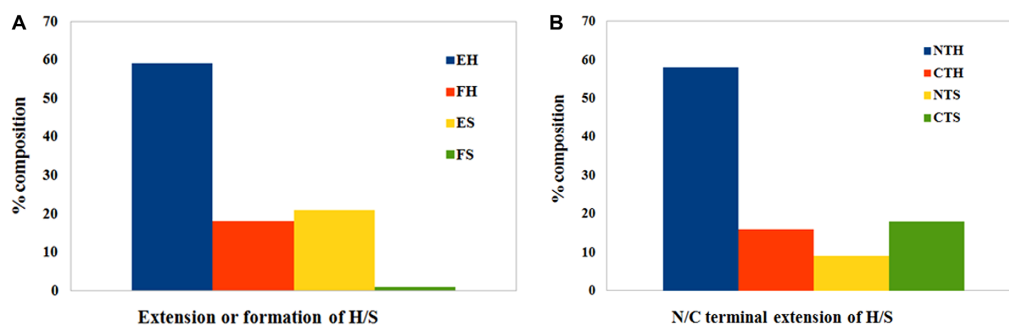 A
70
60
50
40
30
20
10
0
% composition
EH
FH
ES
FS
Extension or formation of H/S
B
70
60
50
40
30
20
10
0
% composition
NTH
CTH
NTS
CTS
N/C terminal extension of H/S